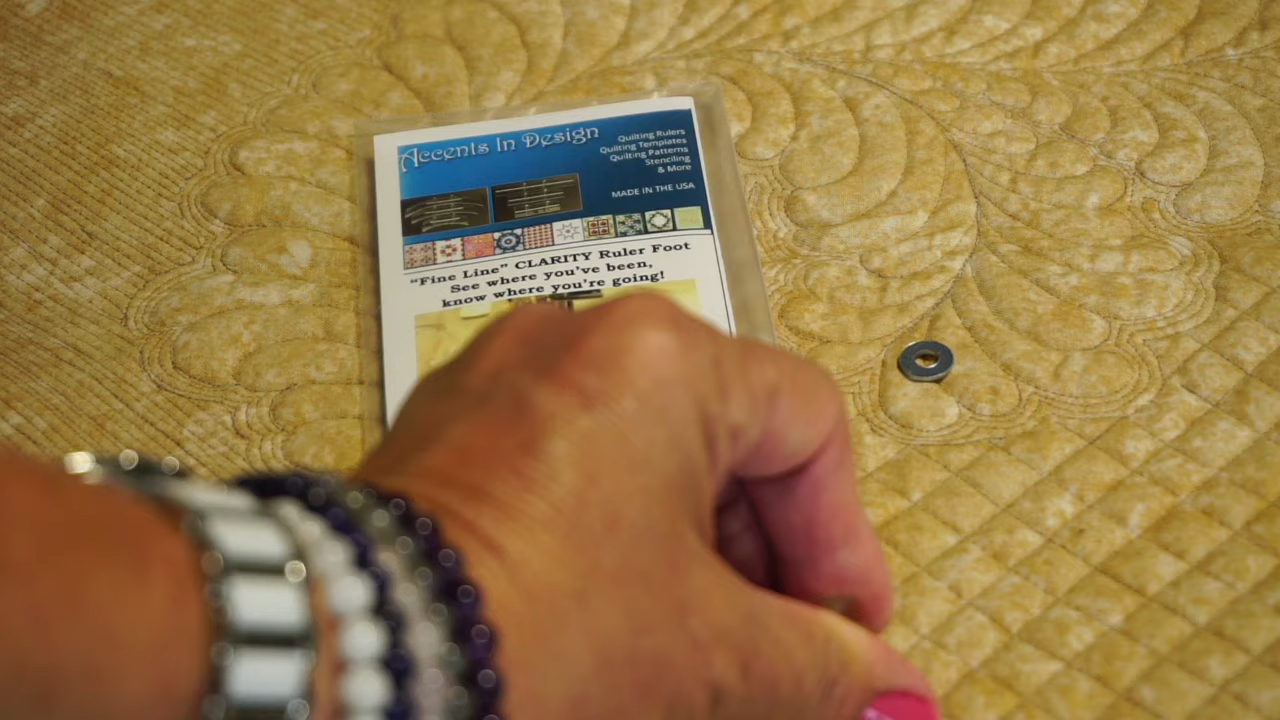 Accents In Design
Quilting Rulers
Quilting Templates
Quilting Patterns
Stenciling
& More
MADE IN THE USA
"Fine Line" CLARITY Ruler Foot
See where you've been,
know where you're going!